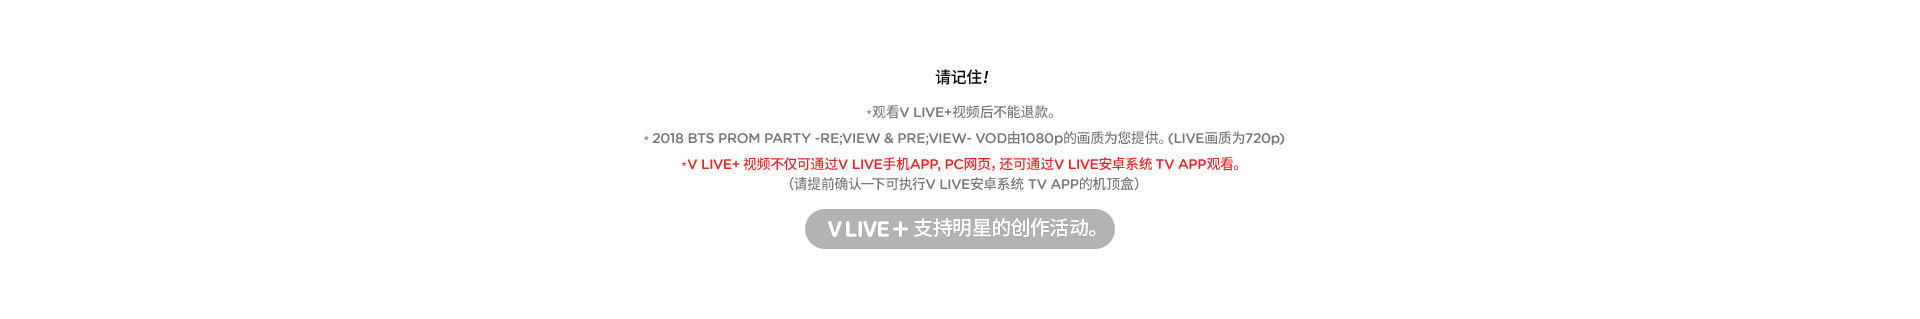 请记住!
*观看V LIVE+视频后不能退款。
* 2018 BTS PROM PARTY -RE;VIEW & PRE;VIEW- VOD由1080p的画质为您提供。(LIVE画质为720p)
*V LIVE+ 视频不仅可通过V LIVE手机APP, PC网页，还可通过V LIVE安卓系统 TV APP观看。
（请提前确认一下可执行V LIVE安卓系统 TV APP的机顶盒）
V LIVE+ 支持明星的创作活动。